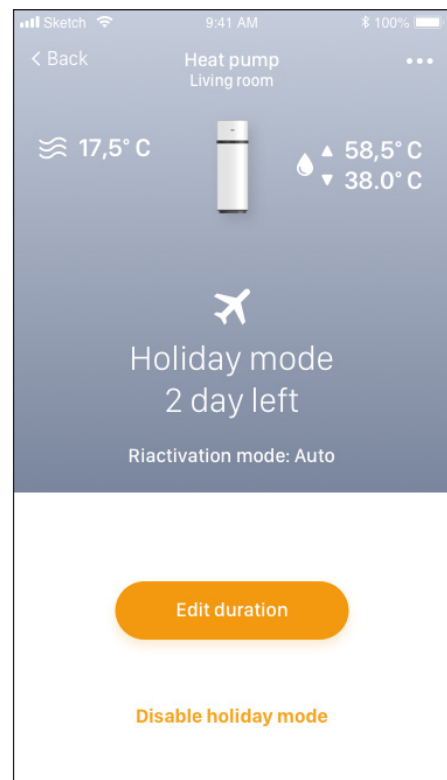 Sketch 9:41 AM 100%
< Back Heat pump •••
Living room
17,5° C
▲ 58,5° C
▼ 38.0° C
Holiday mode
2 day left
Riactivation mode: Auto
Edit duration
Disable holiday mode